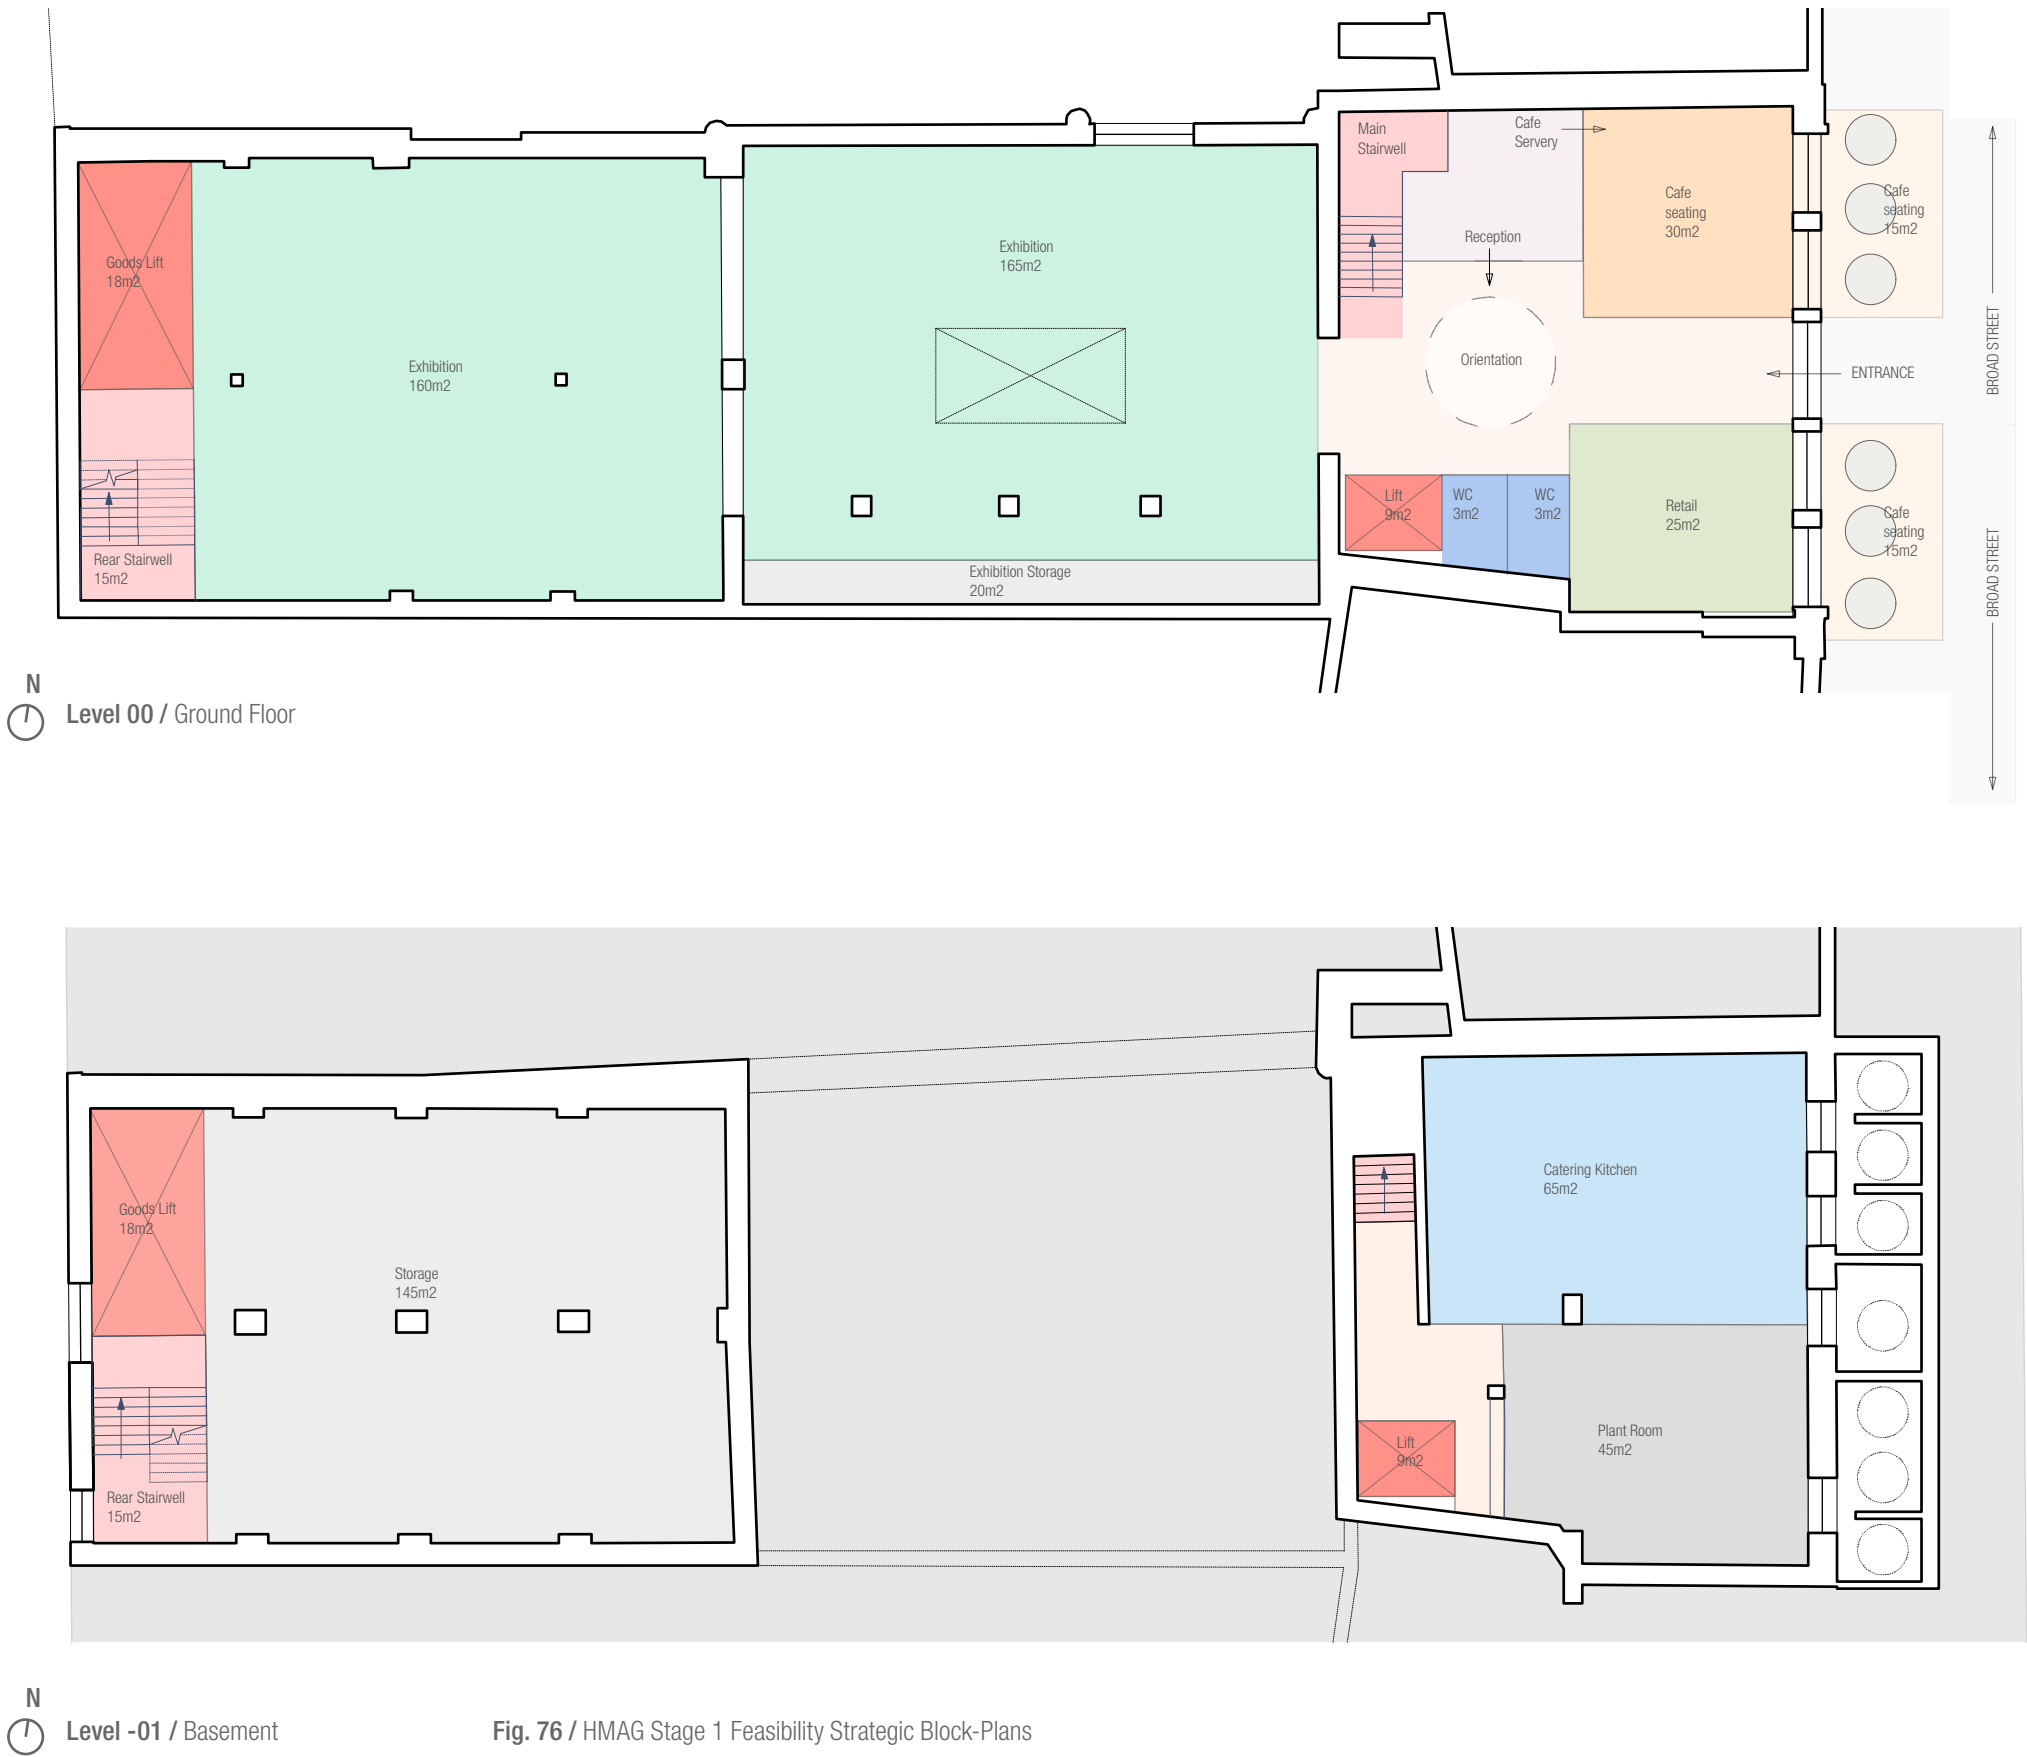 Main
Stairwell
Cafe
Servery
Cafe
seating
30m2
Cafe
seating
15m2
Goods Lift
18m2
Exhibition
165m2
Reception
Exhibition
160m2
Orientation
ENTRANCE
BROAD STREET
Lift
9m2
WC
3m2
WC
3m2
Retail
25m2
Cafe
seating
15m2
BROAD STREET
Rear Stairwell
15m2
Exhibition Storage
20m2
N
Level 00 / Ground Floor
Goods Lift
18m2
Storage
145m2
Catering Kitchen
65m2
Lift
9m2
Plant Room
45m2
Rear Stairwell
15m2
N
Level -01 / Basement
Fig. 76 / HMAG Stage 1 Feasibility Strategic Block-Plans